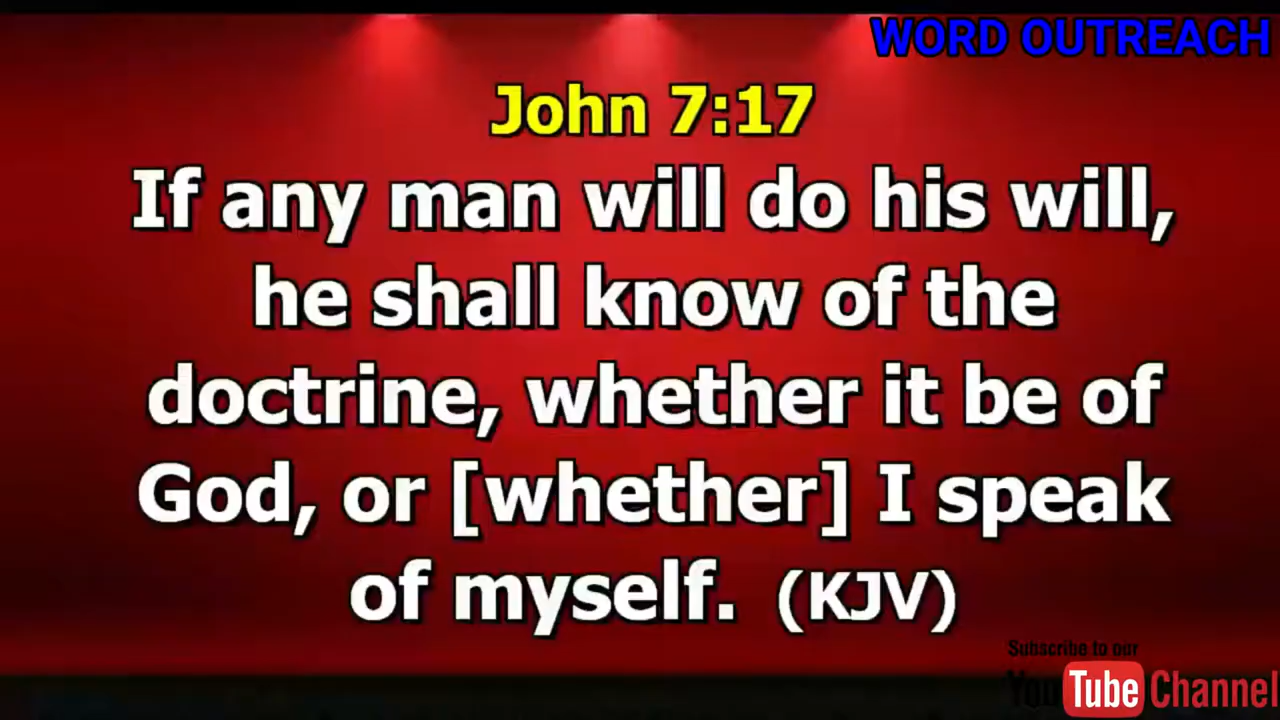 WORD OUTREACH
John 7:17
If any man will do his will,
he shall know of the
doctrine, whether it be of
God, or [whether] I speak
of myself. (KJV)
Subscribe to our
YouTube Channel